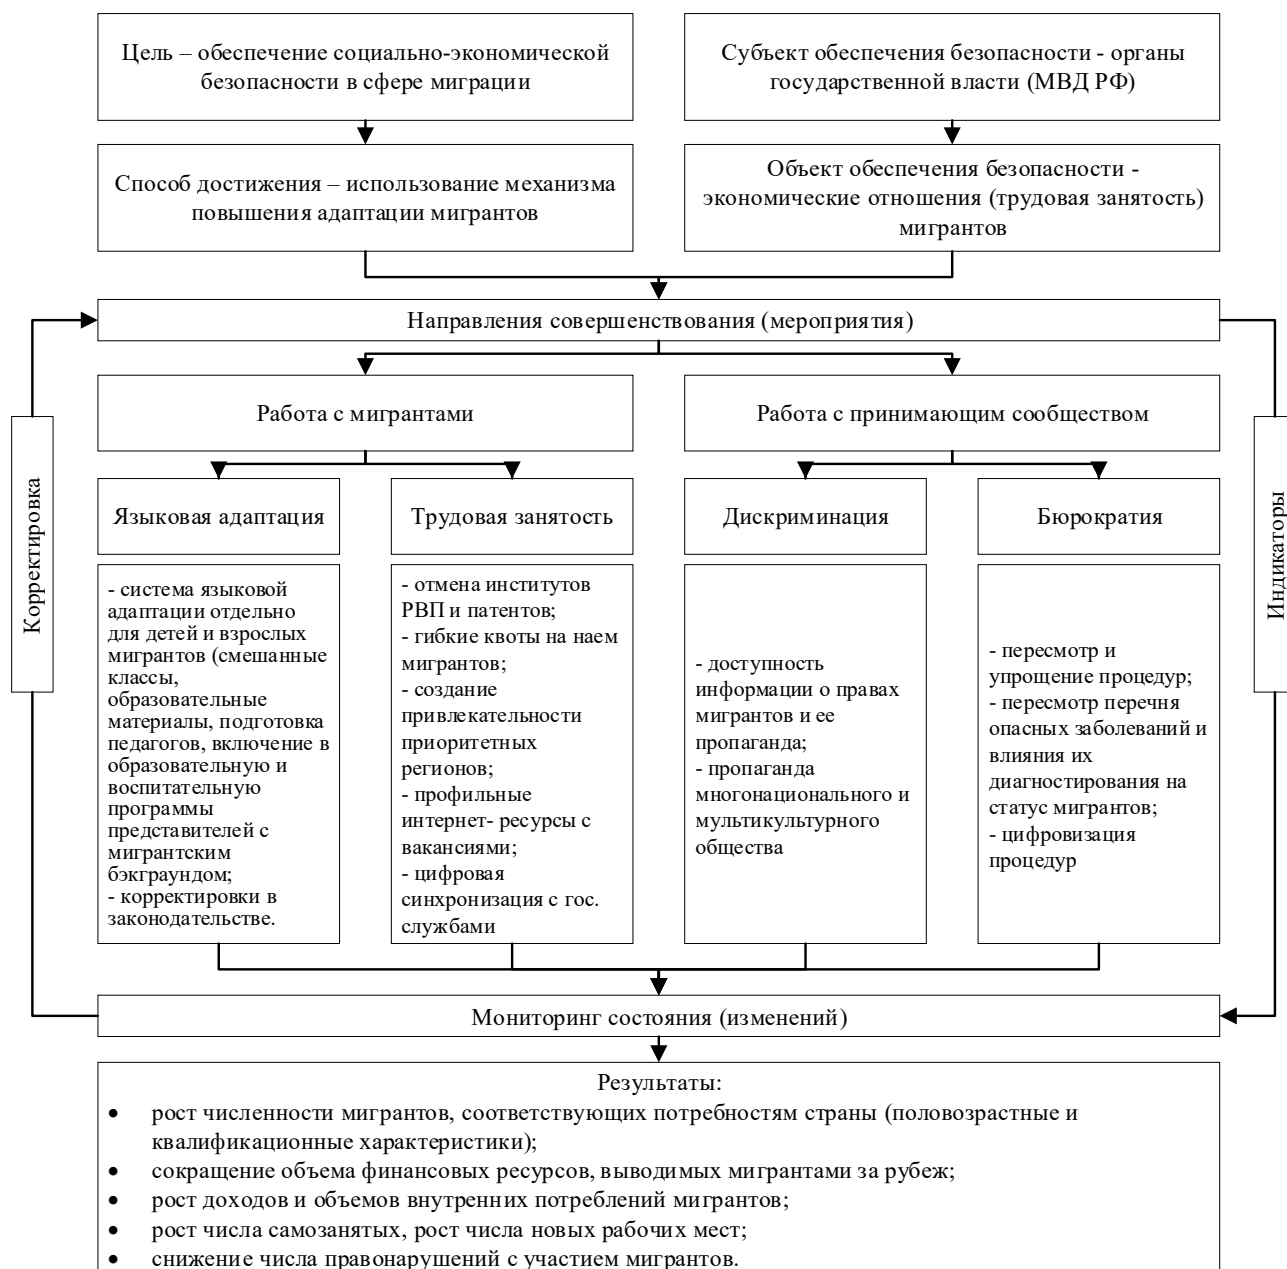 Цель – обеспечение социально-экономической
безопасности в сфере миграции
Субъект обеспечения безопасности - органы
государственной власти (МВД РФ)
Способ достижения – использование механизма
повышения адаптации мигрантов
Объект обеспечения безопасности -
экономические отношения (трудовая занятость)
мигрантов
Направления совершенствования (мероприятия)
Работа с мигрантами
Работа с принимающим сообществом
Корректировка
Индикаторы
Языковая адаптация
Трудовая занятость
Дискриминация
Бюрократия
- система языковой
адаптации отдельно
для детей и взрослых
мигрантов (смешанные
классы,
образовательные
материалы, подготовка
педагогов, включение в
образовательную и
воспитательную
программы
представителей с
мигрантским
бэкграундом;
- корректировки в
законодательстве.
- отмена институтов
РВП и патентов;
- гибкие квоты на наем
мигрантов;
- создание
привлекательности
приоритетных
регионов;
- профильные
интернет- ресурсы с
вакансиями;
- цифровая
синхронизация с гос.
службами
- доступность
информации о правах
мигрантов и ее
пропаганда;
- пропаганда
многонационального и
мультикультурного
общества
- пересмотр и
упрощение процедур;
- пересмотр перечня
опасных заболеваний и
влияния их
диагностирования на
статус мигрантов;
- цифровизация
процедур
Мониторинг состояния (изменений)
Результаты:
• рост численности мигрантов, соответствующих потребностям страны (половозрастные и
квалификационные характеристики);
• сокращение объема финансовых ресурсов, выводимых мигрантами за рубеж;
• рост доходов и объемов внутренних потреблений мигрантов;
• рост числа самозанятых, рост числа новых рабочих мест;
• снижение числа правонарушений с участием мигрантов.